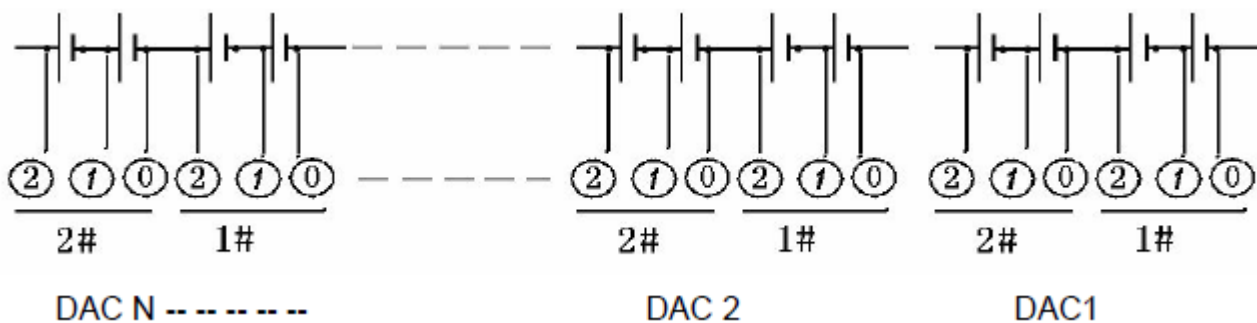 2 1 0 2 1 0 2 1 0 2 1 0 2 1 0 2 1 0
2# 1# 2# 1# 2# 1#
DAC N -- -- -- -- -- DAC 2 DAC1